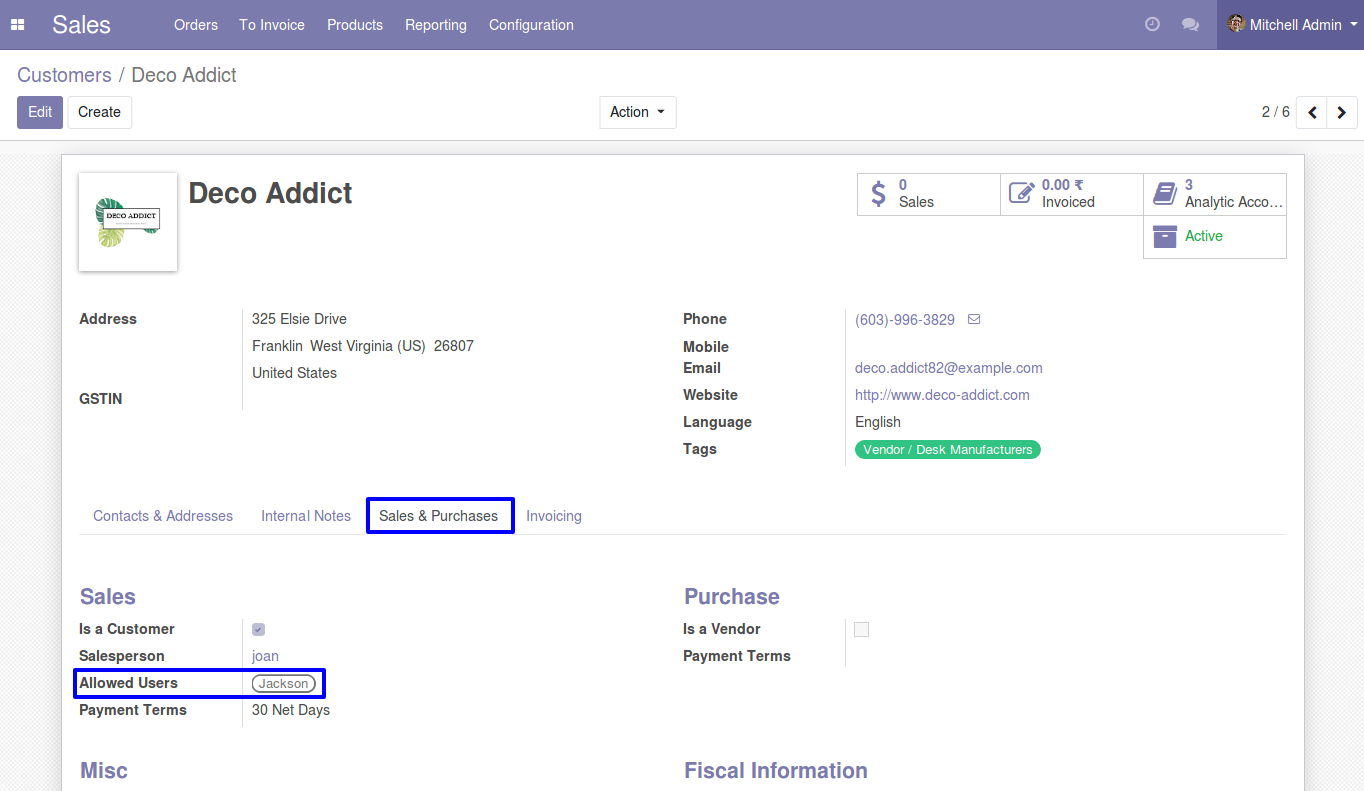 Sales Orders To Invoice Products Reporting Configuration Mitchell Admin
Customers / Deco Addict
Edit Create Action 2 / 6
DECO ADDICT
Deco Addict
0 Sales
0.00 ₹ Invoiced
3 Analytic Acco...
Active
Address 325 Elsie Drive
Franklin West Virginia (US) 26807
United States
GSTIN
Phone (603)-996-3829
Mobile
Email deco.addict82@example.com
Website http://www.deco-addict.com
Language English
Tags Vendor / Desk Manufacturers
Contacts & Addresses Internal Notes Sales & Purchases Invoicing
Sales
Is a Customer
Salesperson joan
Allowed Users Jackson
Payment Terms 30 Net Days
Purchase
Is a Vendor
Payment Terms
Misc
Fiscal Information